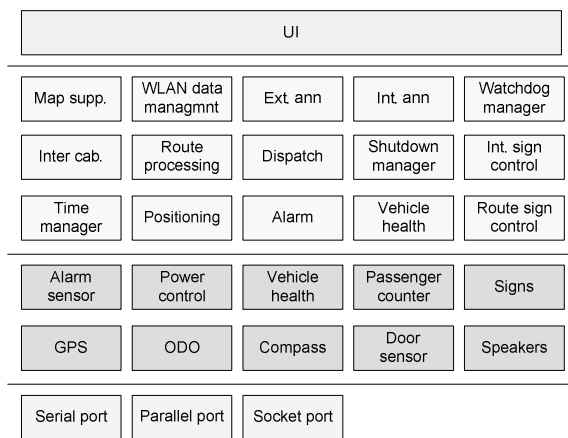 UI
Map supp.
WLAN data
managmnt
Ext. ann
Int. ann
Watchdog
manager
Inter cab.
Route
processing
Dispatch
Shutdown
manager
Int. sign
control
Time
manager
Positioning
Alarm
Vehicle
health
Route sign
control
Alarm
sensor
Power
control
Vehicle
health
Passenger
counter
Signs
GPS
ODO
Compass
Door
sensor
Speakers
Serial port
Parallel port
Socket port